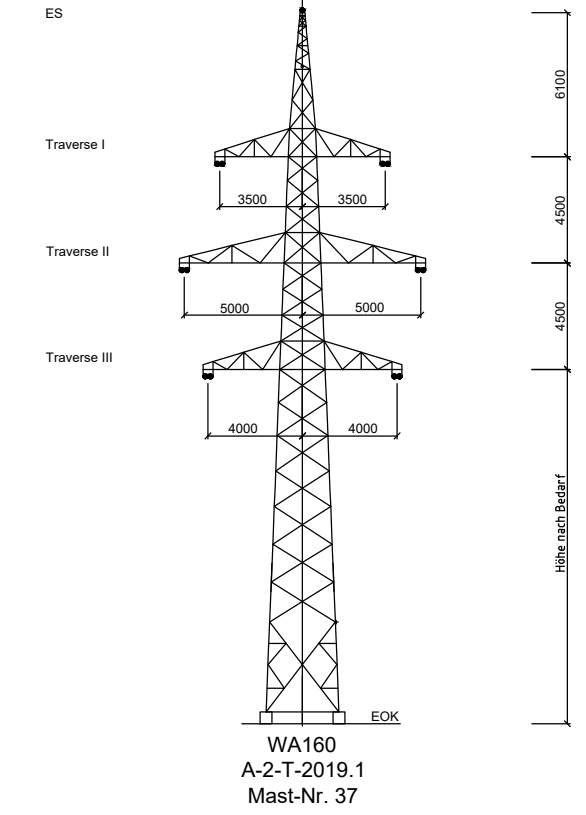 ES
6100
Traverse I
3500 3500
4500
Traverse II
5000 5000
4500
Traverse III
4000 4000
Höhe nach Bedarf
EOK
WA160
A-2-T-2019.1
Mast-Nr. 37